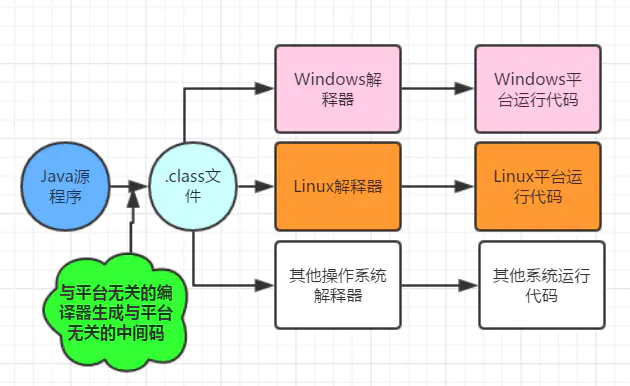 Windows解
释器
Windows平
台运行代码
Java源
程序
.class文
件
Linux解释器
Linux平台运
行代码
与平台无关的编
译器生成与平台
无关的中间码
其他操作系统
解释器
其他系统运行
代码